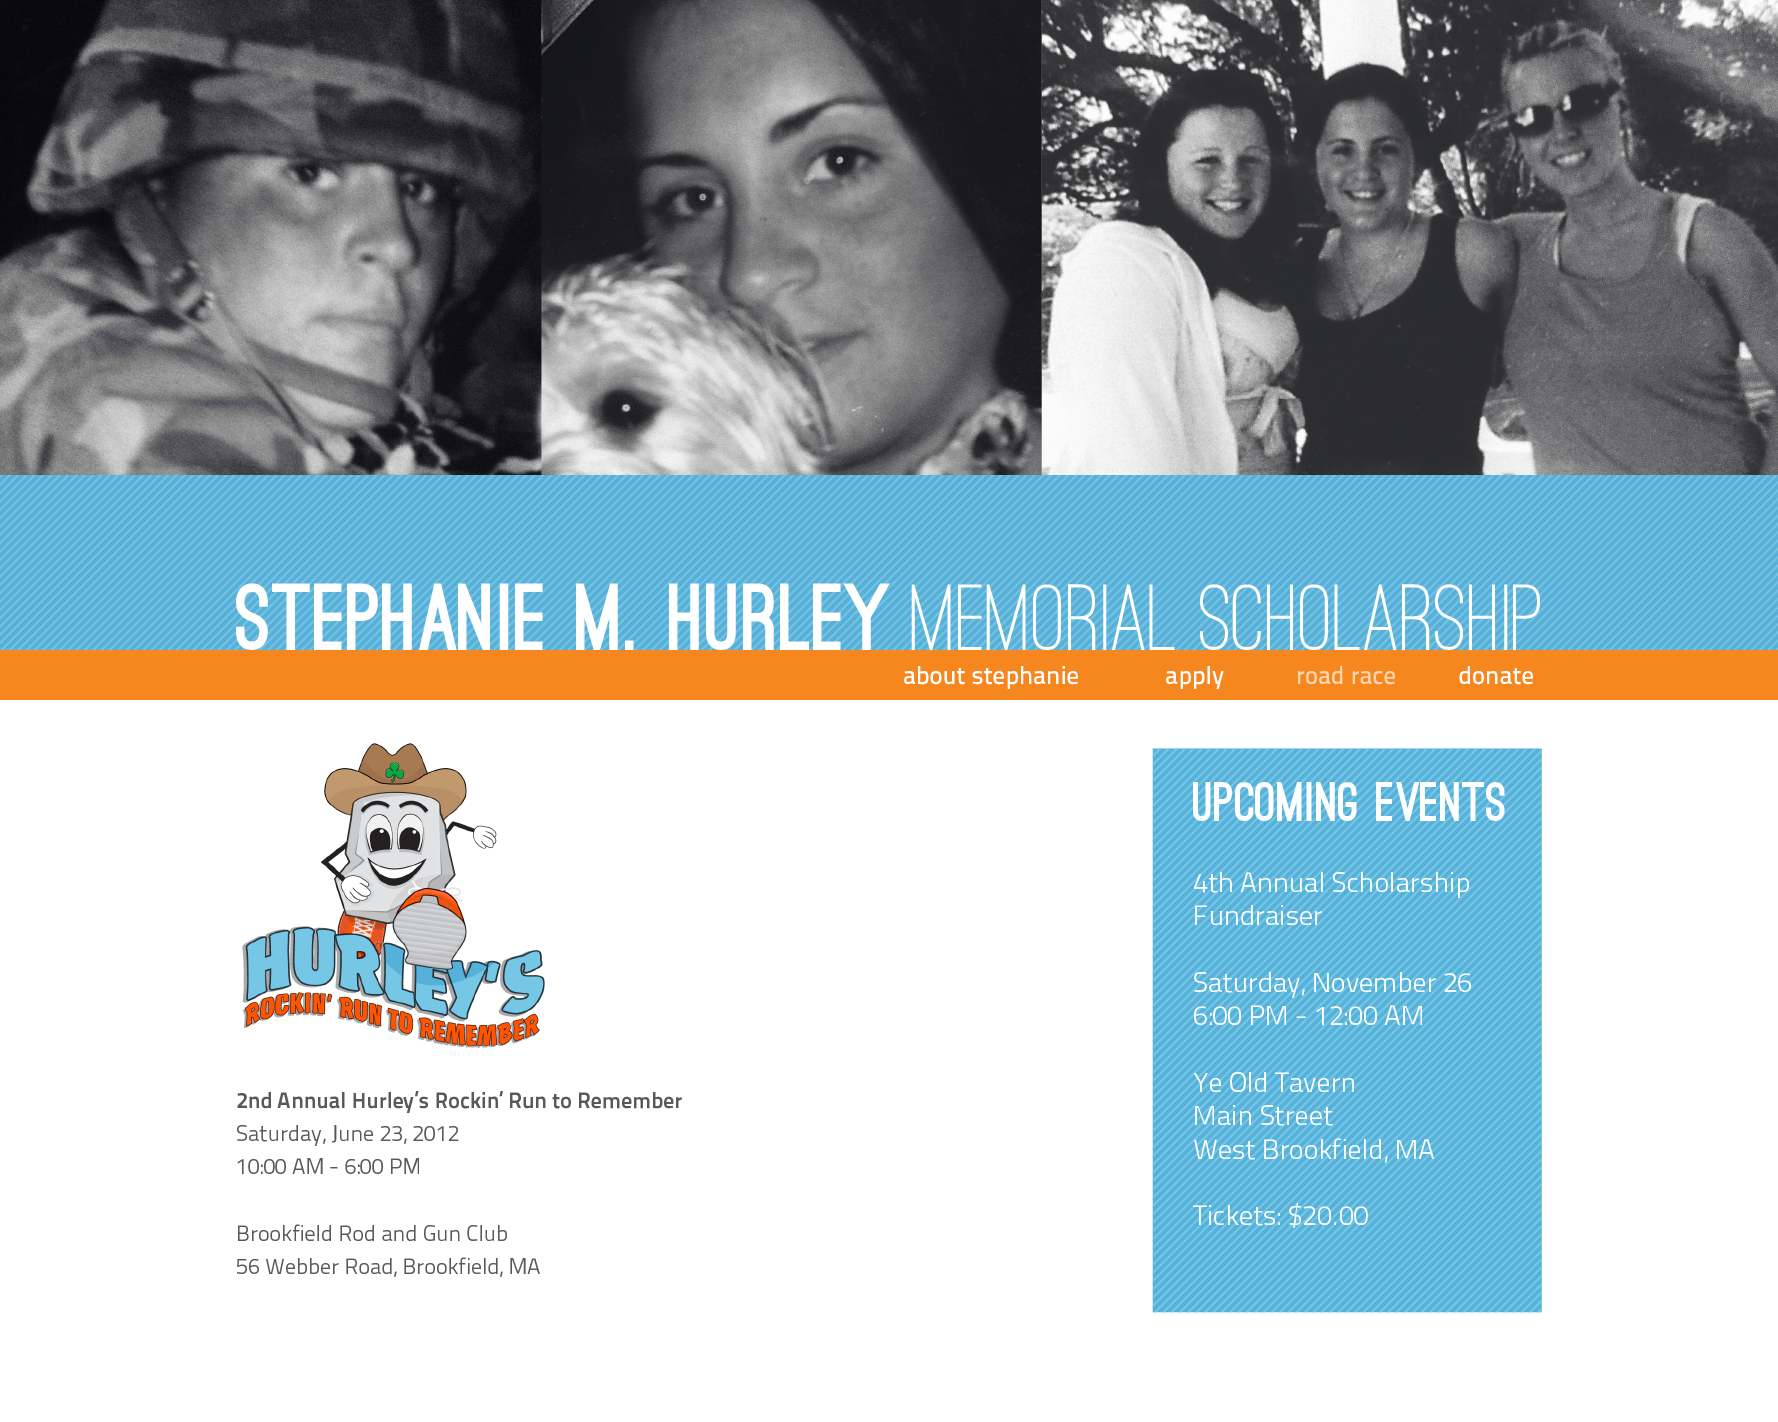 STEPHANIE M. HURLEY MEMORIAL SCHOLARSHIP
about stephanie apply road race donate
HURLEY'S
ROCKIN' RUN TO REMEMBER
2nd Annual Hurley's Rockin' Run to Remember
Saturday, June 23, 2012
10:00 AM - 6:00 PM
Brookfield Rod and Gun Club
56 Webber Road, Brookfield, MA
UPCOMING EVENTS
4th Annual Scholarship
Fundraiser
Saturday, November 26
6:00 PM - 12:00 AM
Ye Old Tavern
Main Street
West Brookfield, MA
Tickets: $20.00